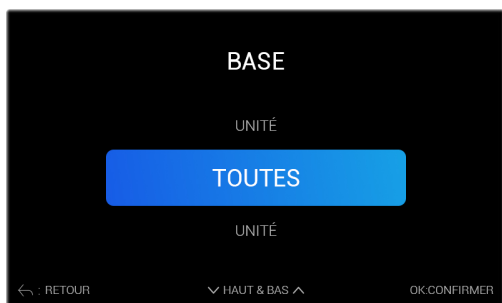 BASE
UNITÉ
TOUTES
UNITÉ
: RETOUR HAUT & BAS OK:CONFIRMER